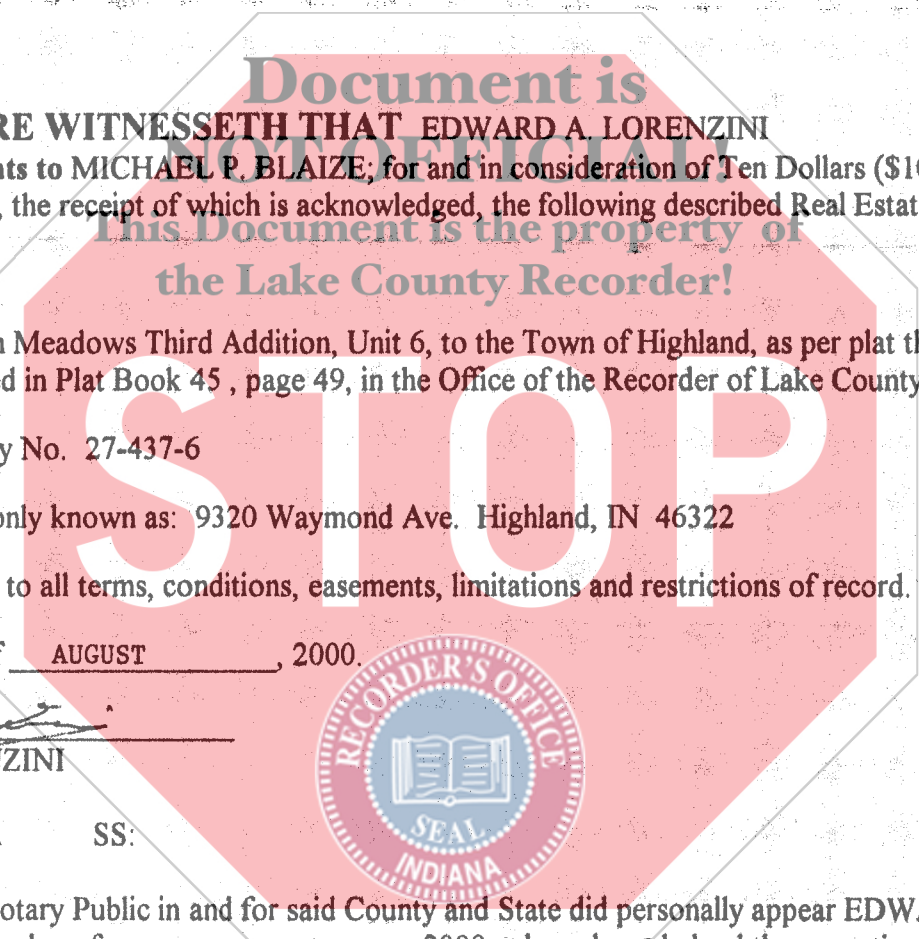 Document is
RE WITNESSETH THAT EDWARD A. LORENZINI
NOT OFFICIAL!
nts to MICHAEL P. BLAIZE; for and in consideration of Ten Dollars ($10
, the receipt of which is acknowledged, the following described Real Estat
This Document is the property of
the Lake County Recorder!
n Meadows Third Addition, Unit 6, to the Town of Highland, as per plat th
d in Plat Book 45 , page 49, in the Office of the Recorder of Lake County
STOP
y No. 27-437-6
only known as: 9320 Waymond Ave. Highland, IN 46322
to all terms, conditions, easements, limitations and restrictions of record.
f AUGUST , 2000.
RECORDER'S OFFICE
SEAL
INDIANA
ZINI
SS:
otary Public in and for said County and State did personally appear EDWA